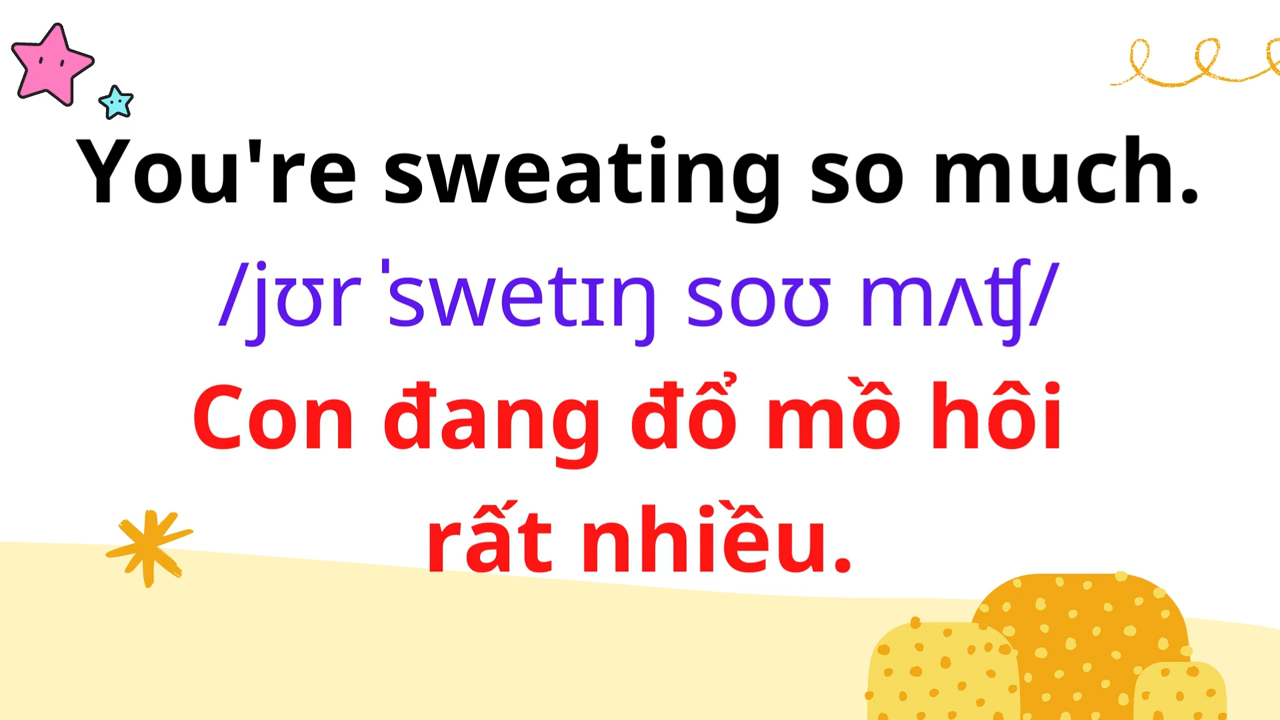 You're sweating so much.
/jʊr ˈswetɪŋ soʊ mʌʧ/
Con đang đổ mồ hôi
rất nhiều.